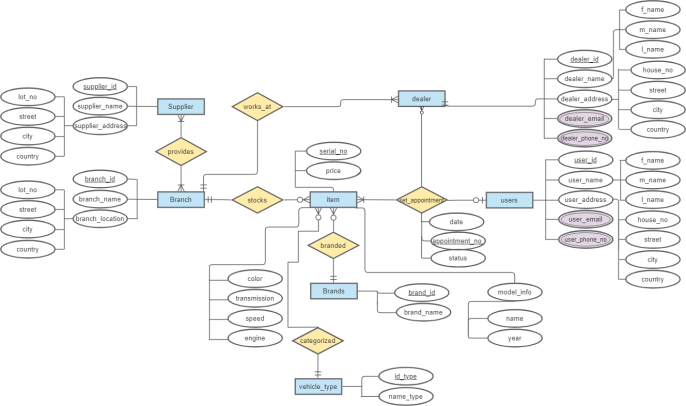 f_name
m_name
l_name
dealer_id
dealer_name
dealer_address
dealer_email
dealer_phone_no
house_no
street
city
country
supplier_id
supplier_name
supplier_address
lot_no
street
city
country
Supplier
works_at
dealer
provides
serial_no
price
branch_id
branch_name
branch_location
lot_no
street
city
country
Branch
stocks
Item
set_appointment
users
user_id
user_name
user_address
user_email
user_phone_no
f_name
m_name
l_name
house_no
street
city
country
date
appointment_no
status
branded
color
transmission
speed
engine
Brands
brand_id
brand_name
model_info
name
year
categorized
vehicle_type
id_type
name_type